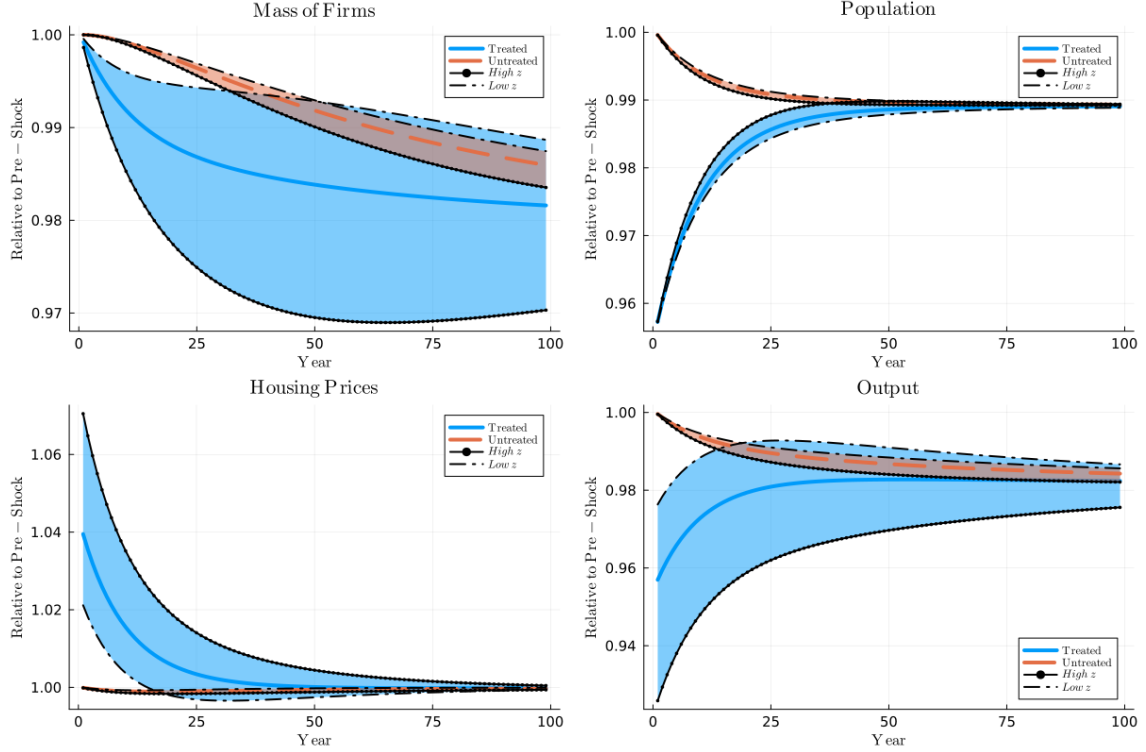 Mass of Firms
Relative to Pre − Shock
1.00
0.99
0.98
0.97
0
25
50
75
100
Year
Treated
Untreated
High z
Low z
Population
Relative to Pre − Shock
1.00
0.99
0.98
0.97
0.96
0
25
50
75
100
Year
Treated
Untreated
High z
Low z
Housing Prices
Relative to Pre − Shock
1.06
1.04
1.02
1.00
0
25
50
75
100
Year
Treated
Untreated
High z
Low z
Output
Relative to Pre − Shock
1.00
0.98
0.96
0.94
0
25
50
75
100
Year
Treated
Untreated
High z
Low z